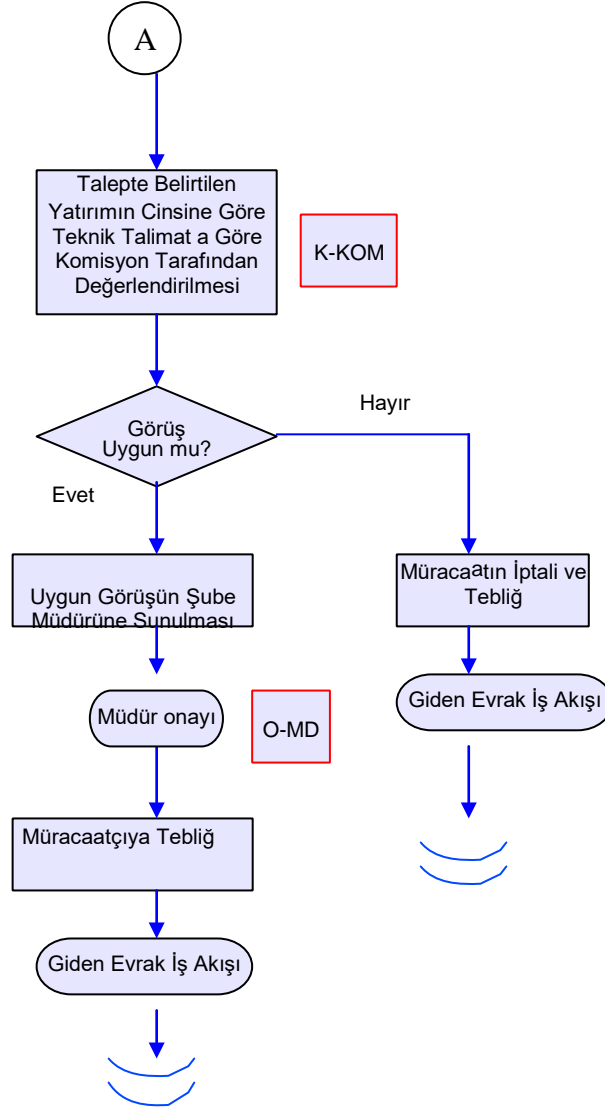 A
Talepte Belirtilen
Yatırımın Cinsine Göre
Teknik Talimat a Göre
Komisyon Tarafından
Değerlendirilmesi
K-KOM
Hayır
Görüş
Uygun mu?
Evet
Uygun Görüşün Şube
Müdürüne Sunulması
Müracaatın İptali ve
Tebliğ
Giden Evrak İş Akışı
Müdür onayı
O-MD
Müracaatçıya Tebliğ
Giden Evrak İş Akışı